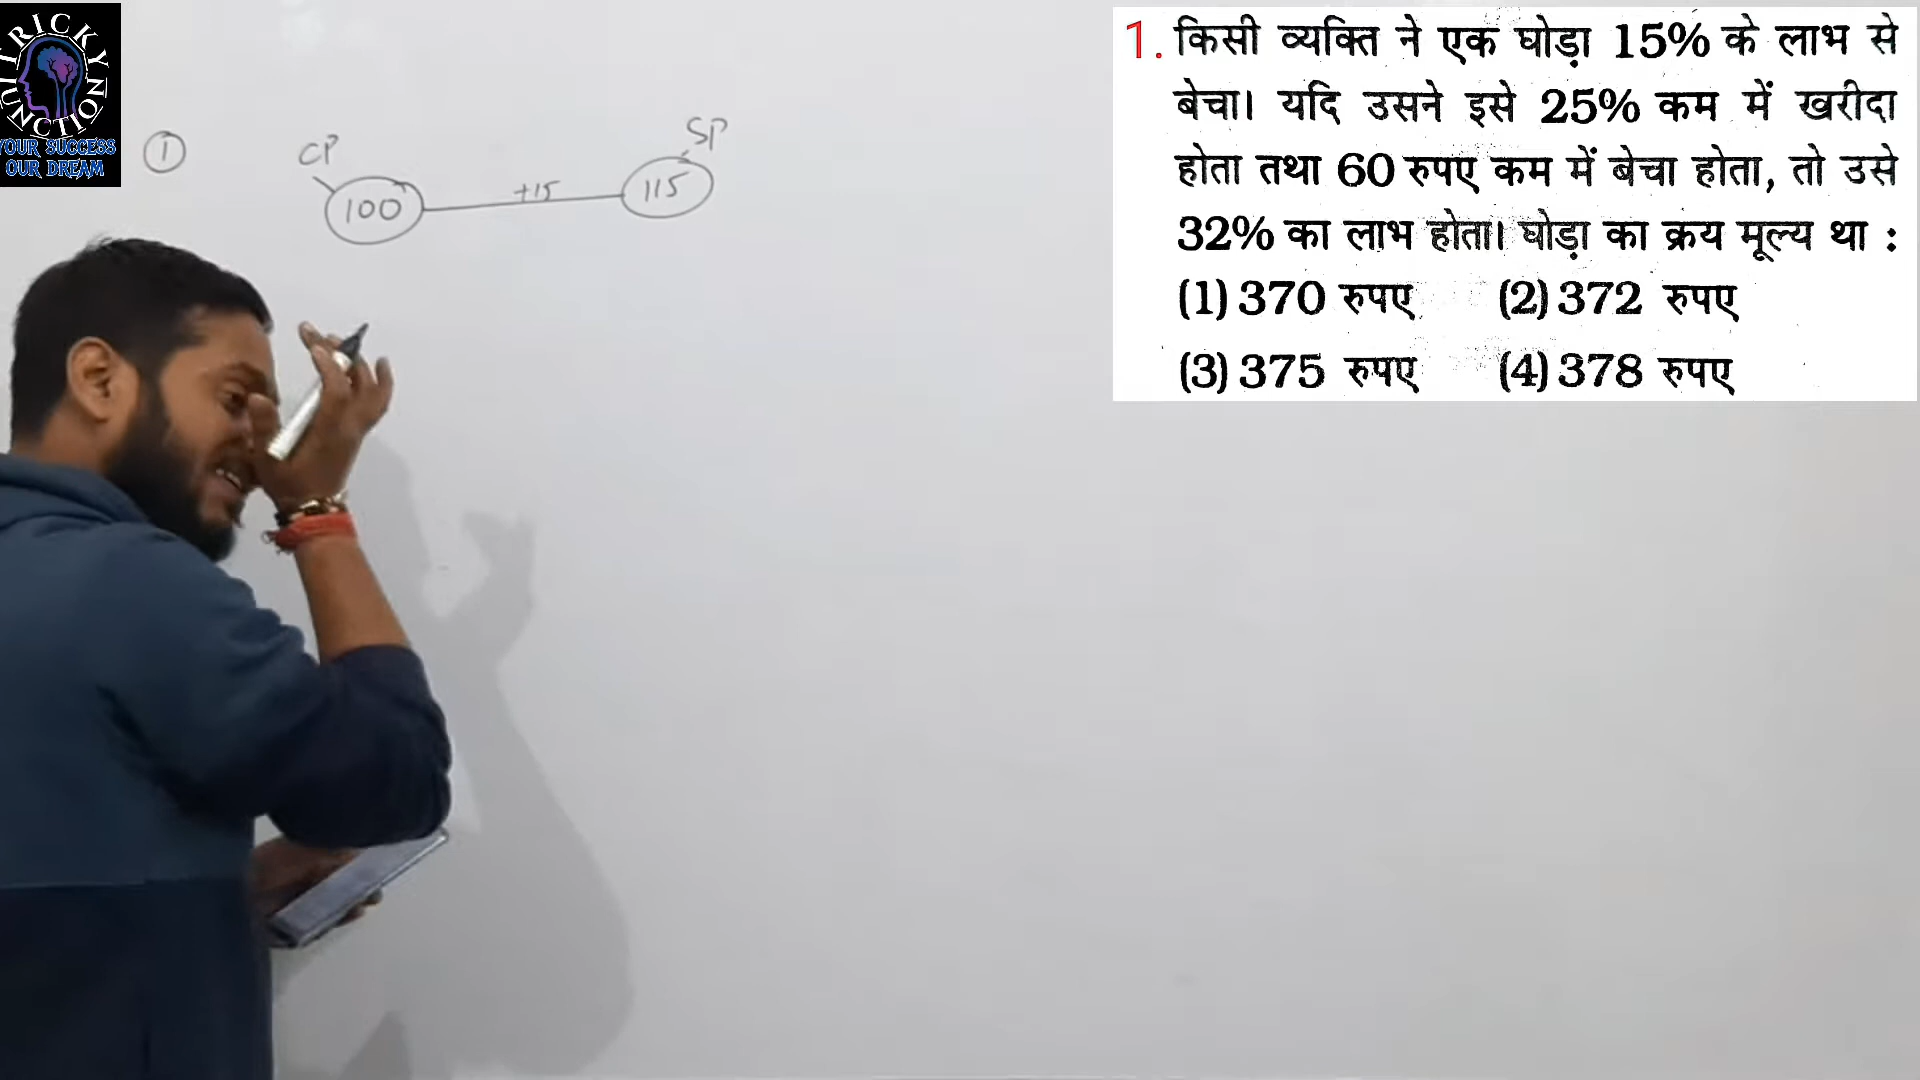 TRICKY NUNCTION
YOUR SUCCESS
OUR DREAM
①
CP
100
+15
SP
115
1. किसी व्यक्ति ने एक घोड़ा 15% के लाभ से
बेचा। यदि उसने इसे 25% कम में खरीदा
होता तथा 60 रुपए कम में बेचा होता, तो उसे
32% का लाभ होता। घोड़ा का क्रय मूल्य था :
(1) 370 रुपए (2) 372 रुपए
(3) 375 रुपए (4) 378 रुपए